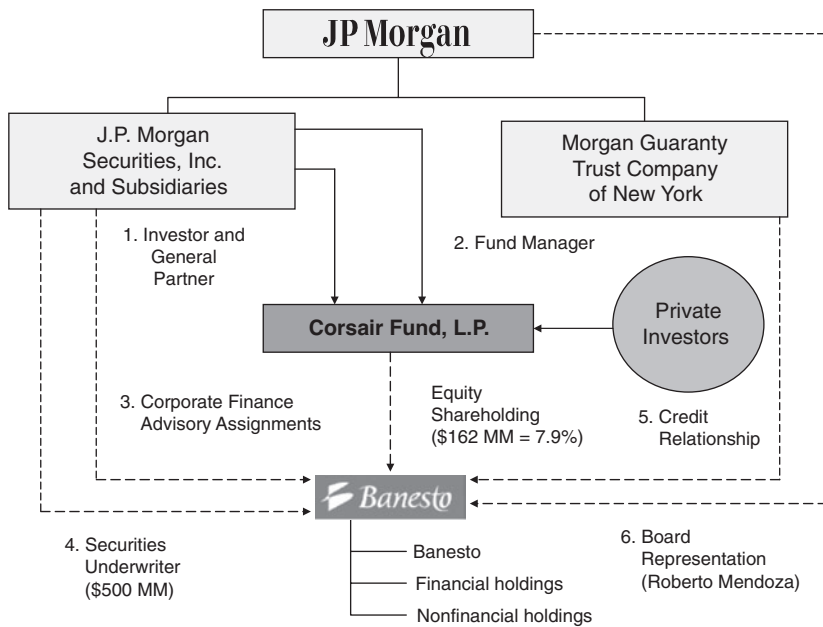 JP Morgan
J.P. Morgan
Securities, Inc.
and Subsidiaries
Morgan Guaranty
Trust Company
of New York
1. Investor and
General
Partner
2. Fund Manager
Private
Investors
Corsair Fund, L.P.
3. Corporate Finance
Advisory Assignments
Equity
Shareholding
($162 MM = 7.9%)
5. Credit
Relationship
Banesto
4. Securities
Underwriter
($500 MM)
6. Board
Representation
(Roberto Mendoza)
Banesto
Financial holdings
Nonfinancial holdings